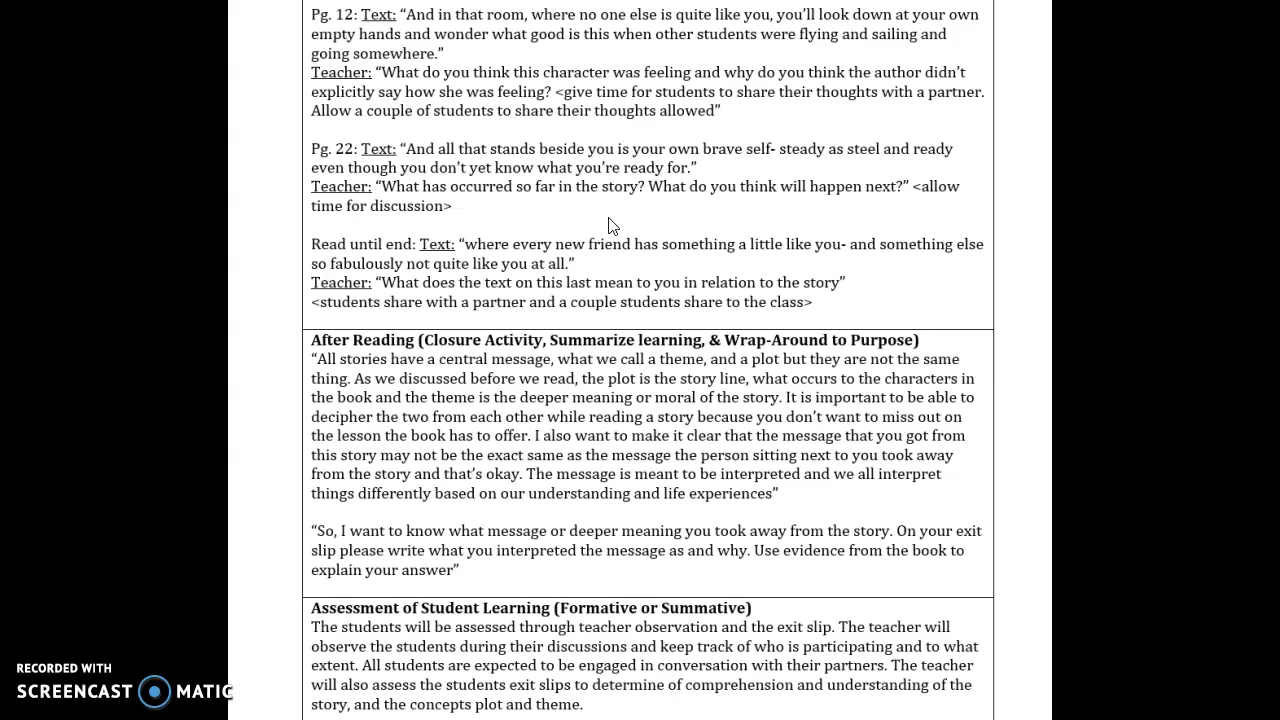 Pg. 12: Text: “And in that room, where no one else is quite like you, you’ll look down at your own
empty hands and wonder what good is this when other students were flying and sailing and
going somewhere.”
Teacher: “What do you think this character was feeling and why do you think the author didn’t
explicitly say how she was feeling? <give time for students to share their thoughts with a partner.
Allow a couple of students to share their thoughts allowed”
Pg. 22: Text: “And all that stands beside you is your own brave self- steady as steel and ready
even though you don’t yet know what you’re ready for.”
Teacher: “What has occurred so far in the story? What do you think will happen next?” <allow
time for discussion>
Read until end: Text: “where every new friend has something a little like you- and something else
so fabulously not quite like you at all.”
Teacher: “What does the text on this last mean to you in relation to the story”
<students share with a partner and a couple students share to the class>
After Reading (Closure Activity, Summarize learning, & Wrap-Around to Purpose)
“All stories have a central message, what we call a theme, and a plot but they are not the same
thing. As we discussed before we read, the plot is the story line, what occurs to the characters in
the book and the theme is the deeper meaning or moral of the story. It is important to be able to
decipher the two from each other while reading a story because you don’t want to miss out on
the lesson the book has to offer. I also want to make it clear that the message that you got from
this story may not be the exact same as the message the person sitting next to you took away
from the story and that’s okay. The message is meant to be interpreted and we all interpret
things differently based on our understanding and life experiences”
“So, I want to know what message or deeper meaning you took away from the story. On your exit
slip please write what you interpreted the message as and why. Use evidence from the book to
explain your answer”
Assessment of Student Learning (Formative or Summative)
The students will be assessed through teacher observation and the exit slip. The teacher will
observe the students during their discussions and keep track of who is participating and to what
extent. All students are expected to be engaged in conversation with their partners. The teacher
will also assess the students exit slips to determine of comprehension and understanding of the
story, and the concepts plot and theme.
RECORDED WITH
SCREENCAST MATIC